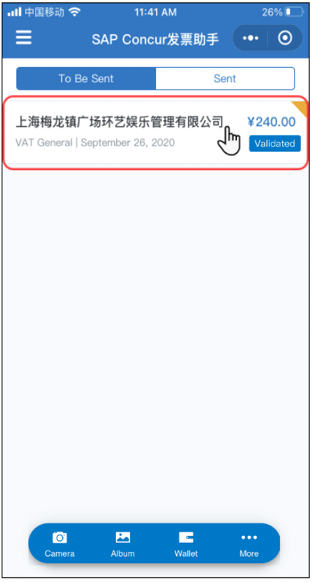 中国移动 11:41 AM 26%
SAP Concur发票助手
To Be Sent Sent
上海梅龙镇广场环艺娱乐管理有限公司 ¥240.00
VAT General | September 26, 2020 Validated
Camera Album Wallet More